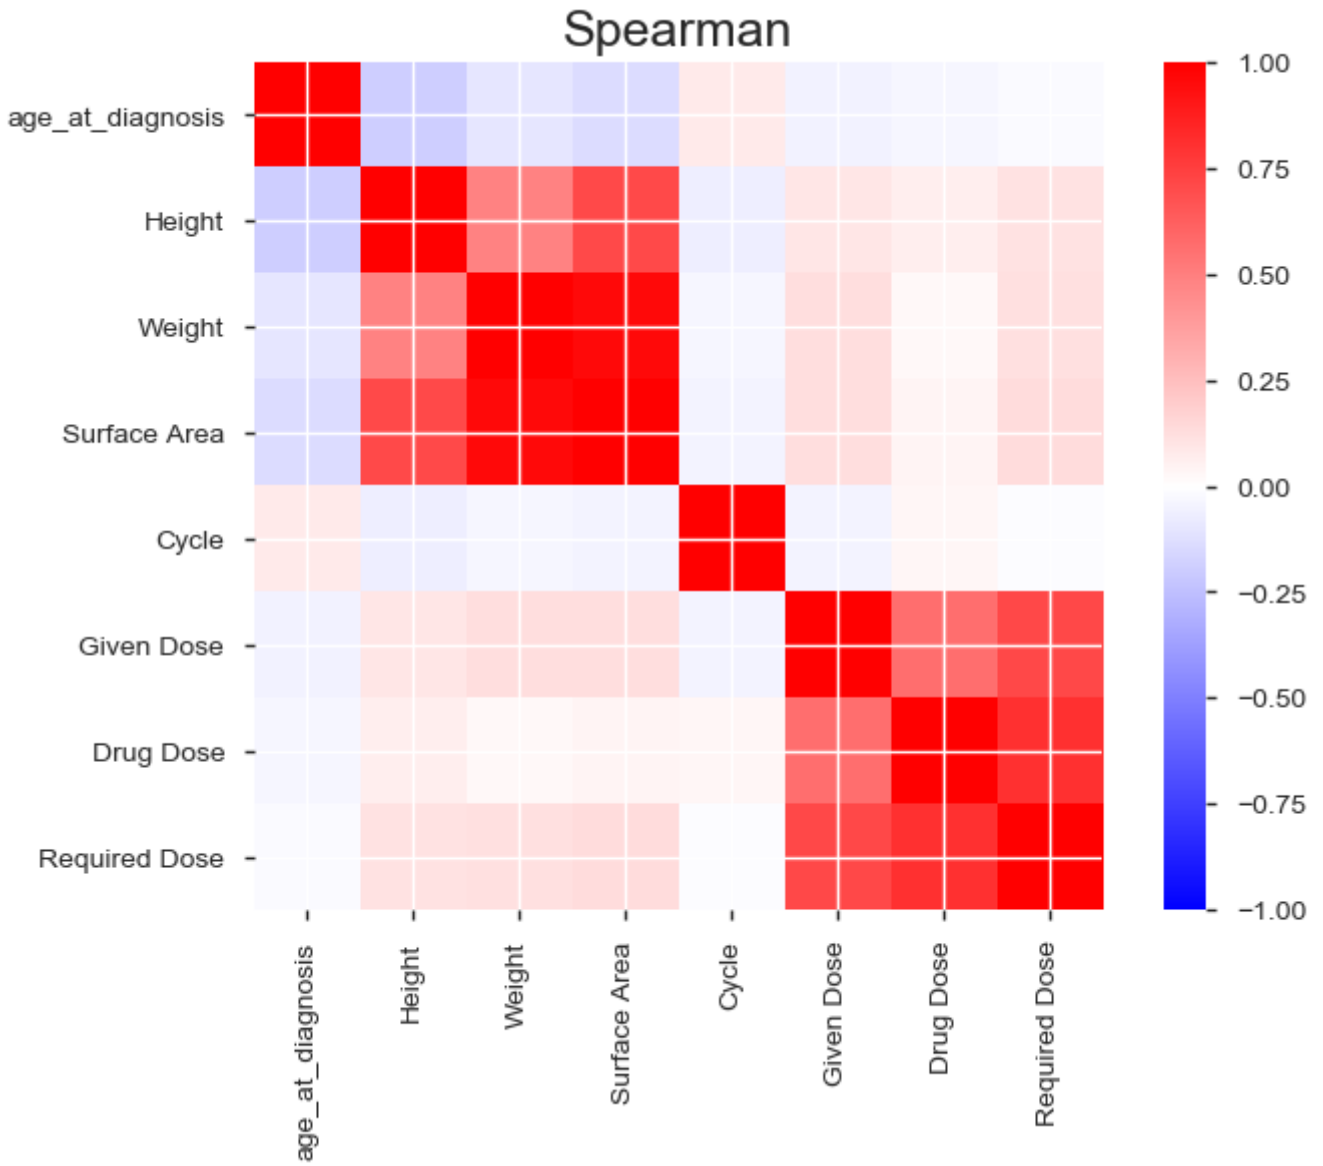 Spearman
age_at_diagnosis
Height
Weight
Surface Area
Cycle
Given Dose
Drug Dose
Required Dose
1.00
0.75
0.50
0.25
0.00
−0.25
−0.50
−0.75
−1.00
age_at_diagnosis
Height
Weight
Surface Area
Cycle
Given Dose
Drug Dose
Required Dose